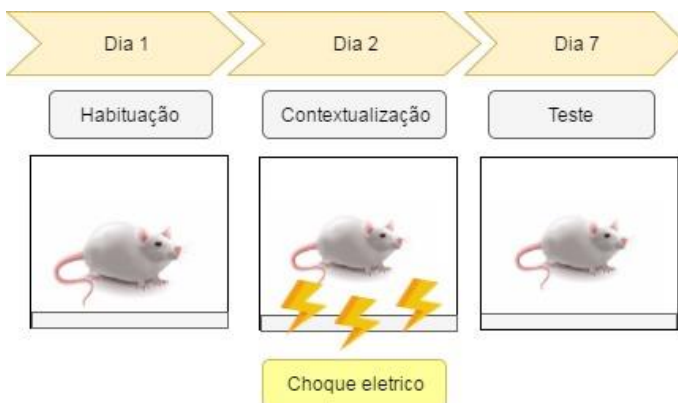 Dia 1
Dia 2
Dia 7
Habituação
Contextualização
Teste
Choque eletrico